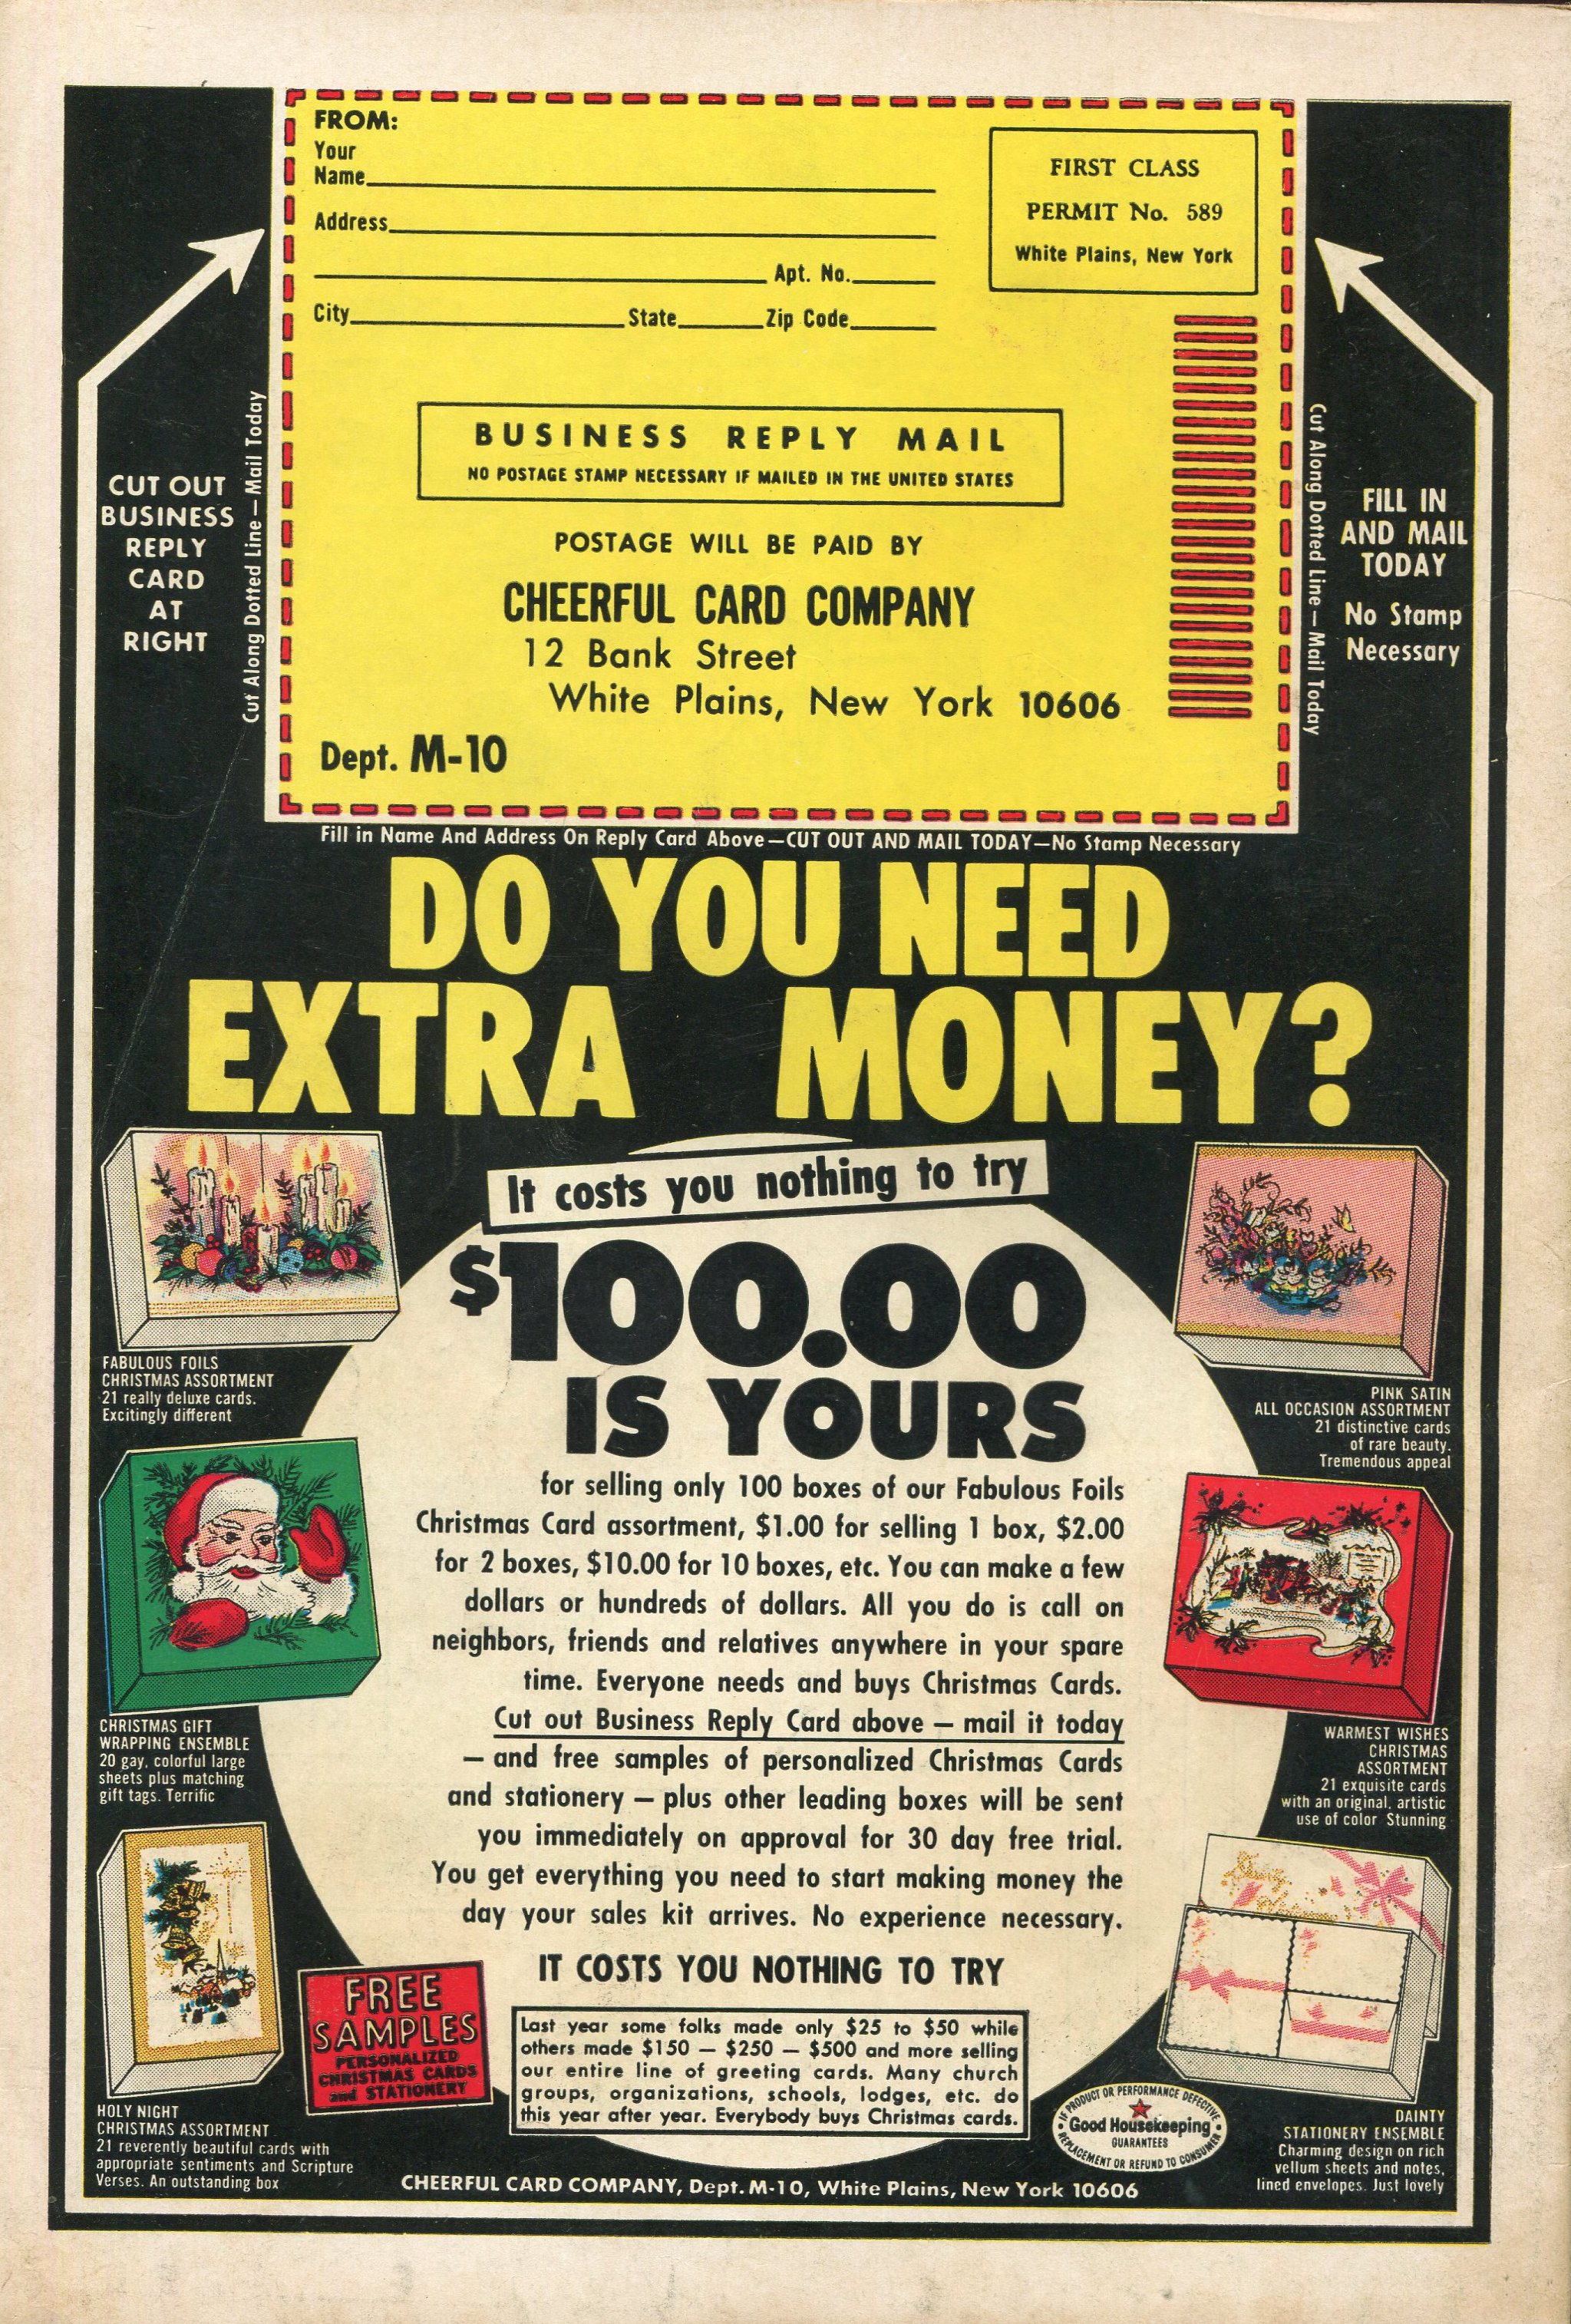 FROM:
Your
Name
Address
Apt. No.
City State Zip Code
FIRST CLASS
PERMIT No. 589
White Plains, New York
BUSINESS REPLY MAIL
NO POSTAGE STAMP NECESSARY IF MAILED IN THE UNITED STATES
POSTAGE WILL BE PAID BY
CHEERFUL CARD COMPANY
12 Bank Street
White Plains, New York 10606
Dept. M-10
CUT OUT
BUSINESS
REPLY
CARD
AT
RIGHT
Cut Along Dotted Line — Mail Today
Cut Along Dotted Line — Mail Today
FILL IN
AND MAIL
TODAY
No Stamp
Necessary
Fill in Name And Address On Reply Card Above—CUT OUT AND MAIL TODAY—No Stamp Necessary
DO YOU NEED
EXTRA MONEY?
It costs you nothing to try
$100.00
IS YOURS
for selling only 100 boxes of our Fabulous Foils
Christmas Card assortment, $1.00 for selling 1 box, $2.00
for 2 boxes, $10.00 for 10 boxes, etc. You can make a few
dollars or hundreds of dollars. All you do is call on
neighbors, friends and relatives anywhere in your spare
time. Everyone needs and buys Christmas Cards.
Cut out Business Reply Card above — mail it today
— and free samples of personalized Christmas Cards
and stationery — plus other leading boxes will be sent
you immediately on approval for 30 day free trial.
You get everything you need to start making money the
day your sales kit arrives. No experience necessary.
IT COSTS YOU NOTHING TO TRY
Last year some folks made only $25 to $50 while
others made $150 — $250 — $500 and more selling
our entire line of greeting cards. Many church
groups, organizations, schools, lodges, etc. do
this year after year. Everybody buys Christmas cards.
FABULOUS FOILS
CHRISTMAS ASSORTMENT
21 really deluxe cards.
Excitingly different
CHRISTMAS GIFT
WRAPPING ENSEMBLE
20 gay, colorful large
sheets plus matching
gift tags. Terrific
HOLY NIGHT
CHRISTMAS ASSORTMENT
21 reverently beautiful cards with
appropriate sentiments and Scripture
Verses. An outstanding box
FREE
SAMPLES
PERSONALIZED
CHRISTMAS CARDS
and STATIONERY
PINK SATIN
ALL OCCASION ASSORTMENT
21 distinctive cards
of rare beauty.
Tremendous appeal
WARMEST WISHES
CHRISTMAS
ASSORTMENT
21 exquisite cards
with an original, artistic
use of color Stunning
DAINTY
STATIONERY ENSEMBLE
Charming design on rich
vellum sheets and notes,
lined envelopes. Just lovely
IF PRODUCT OR PERFORMANCE DEFECTIVE
Good Housekeeping
GUARANTEES
REPLACEMENT OR REFUND TO CONSUMER
CHEERFUL CARD COMPANY, Dept. M-10, White Plains, New York 10606